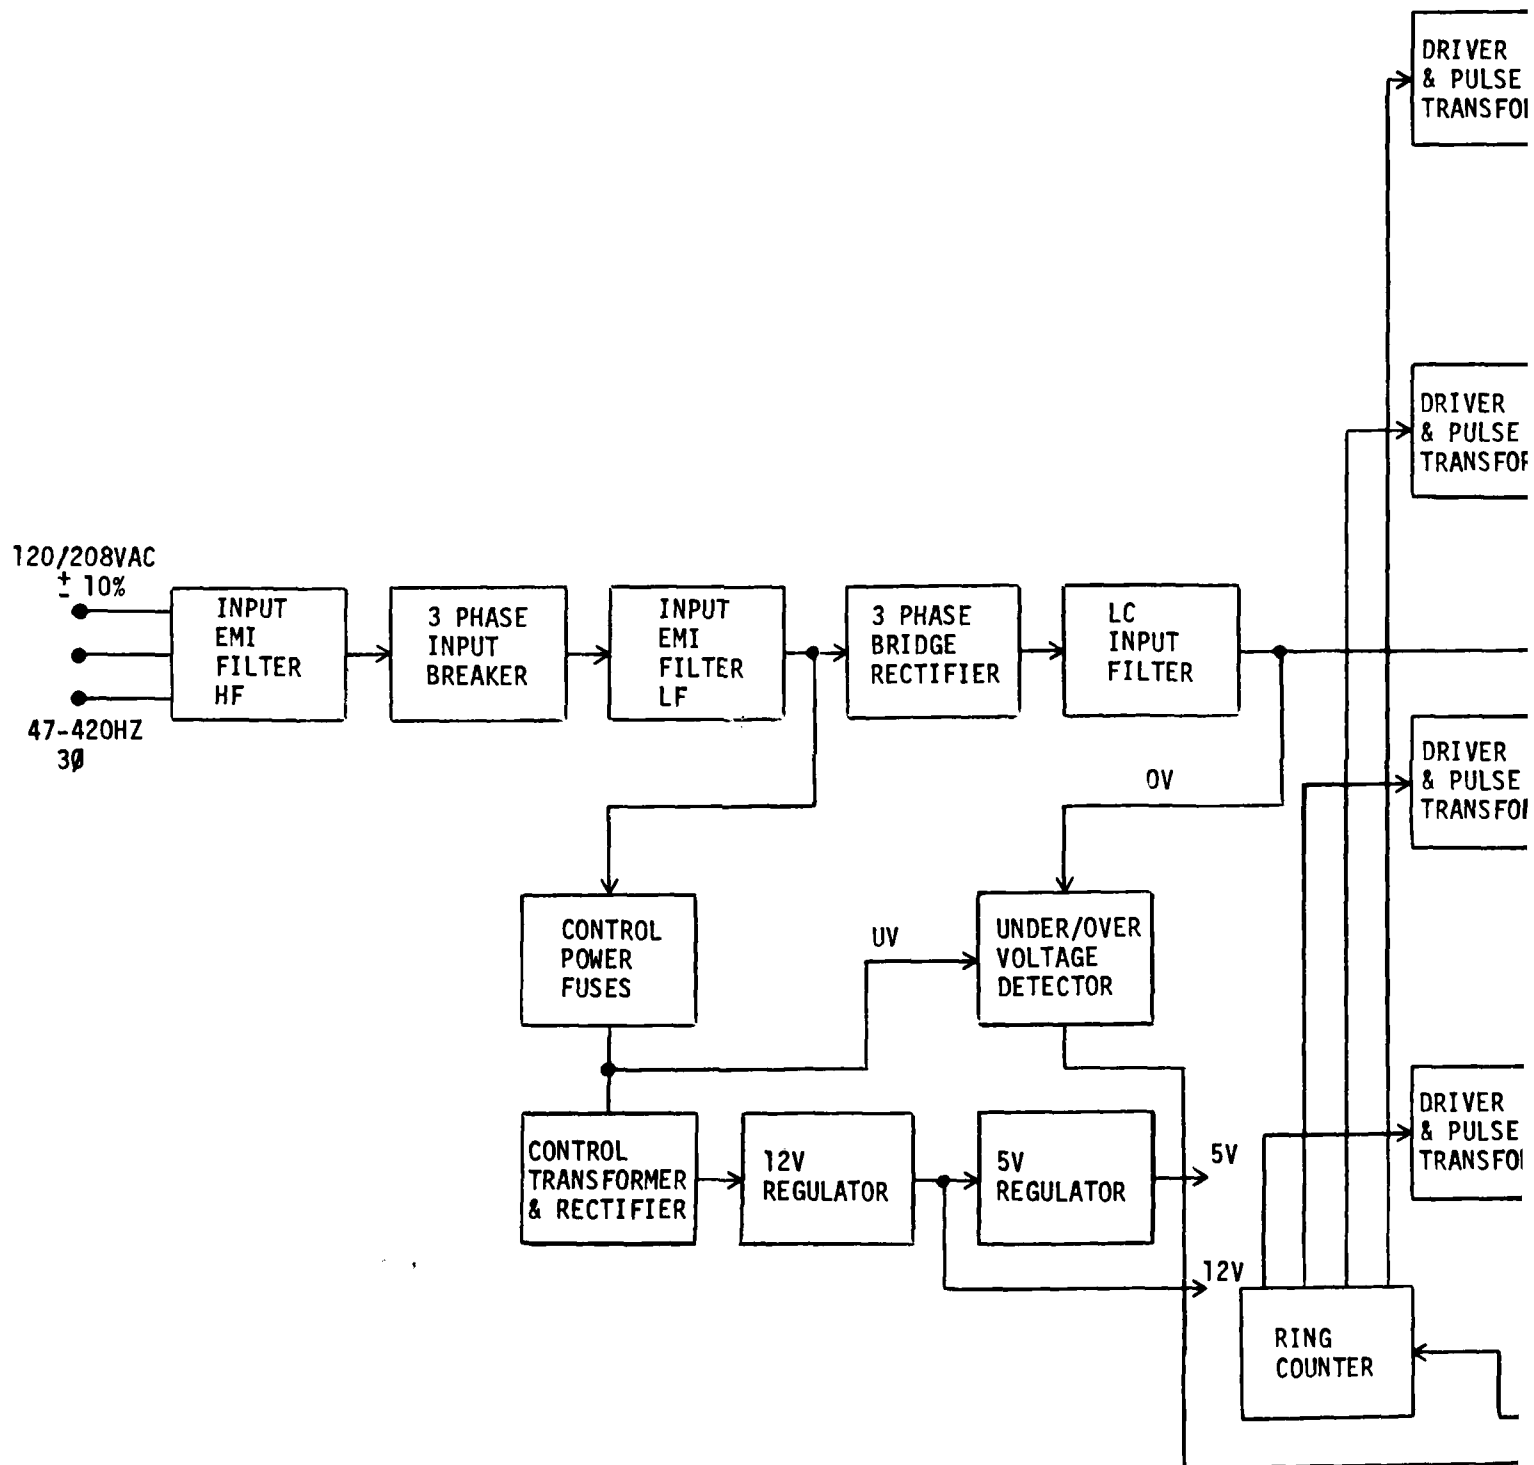 DRIVER
& PULSE
DRIVER
& PULSE
120/208VAC
± 10%
47-420HZ
3Ø
INPUT
EMI
FILTER
HF
3 PHASE
INPUT
BREAKER
INPUT
EMI
FILTER
LF
3 PHASE
BRIDGE
RECTIFIER
LC
INPUT
FILTER
DRIVER
& PULSE
OV
CONTROL
POWER
FUSES
UV
UNDER/OVER
VOLTAGE
DETECTOR
CONTROL
TRANSFORMER
& RECTIFIER
12V
REGULATOR
5V
REGULATOR
5V
12V
DRIVER
& PULSE
RING
COUNTER